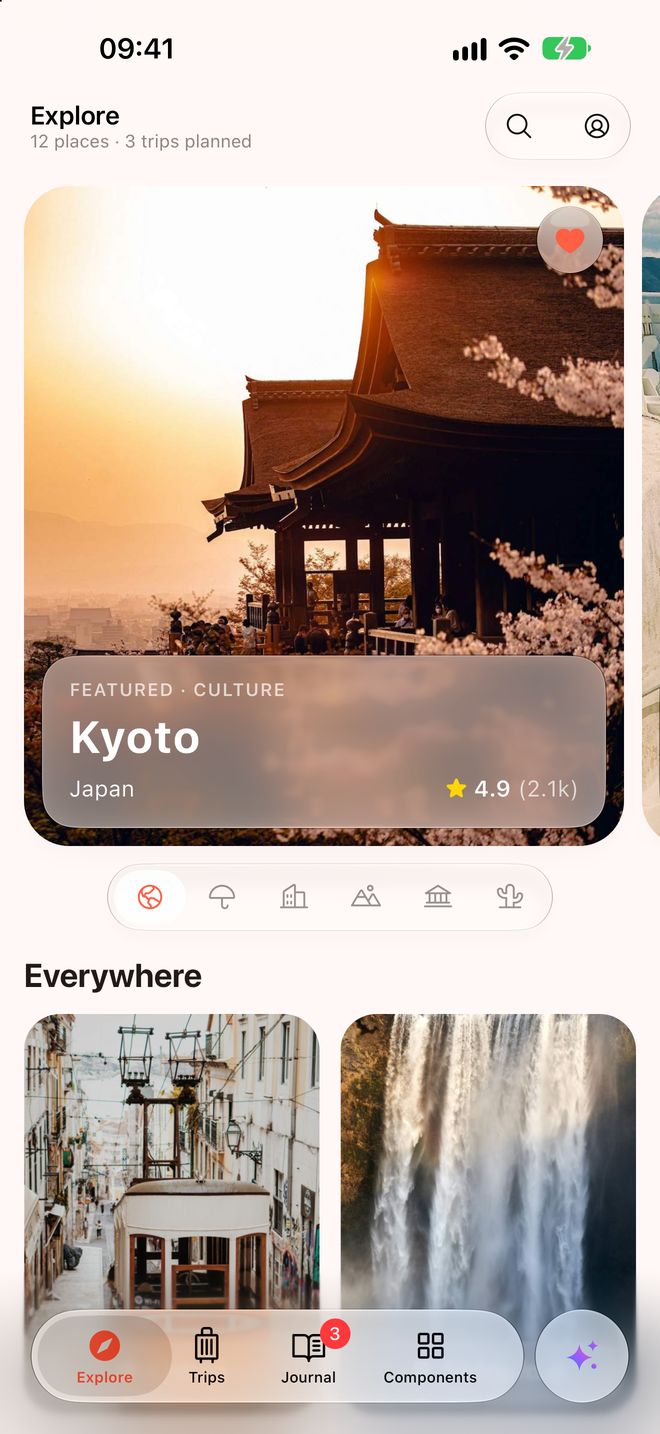 09:41
Explore
12 places · 3 trips planned
FEATURED · CULTURE
Kyoto
Japan
4.9 (2.1k)
Everywhere
3
Explore
Trips
Journal
Components